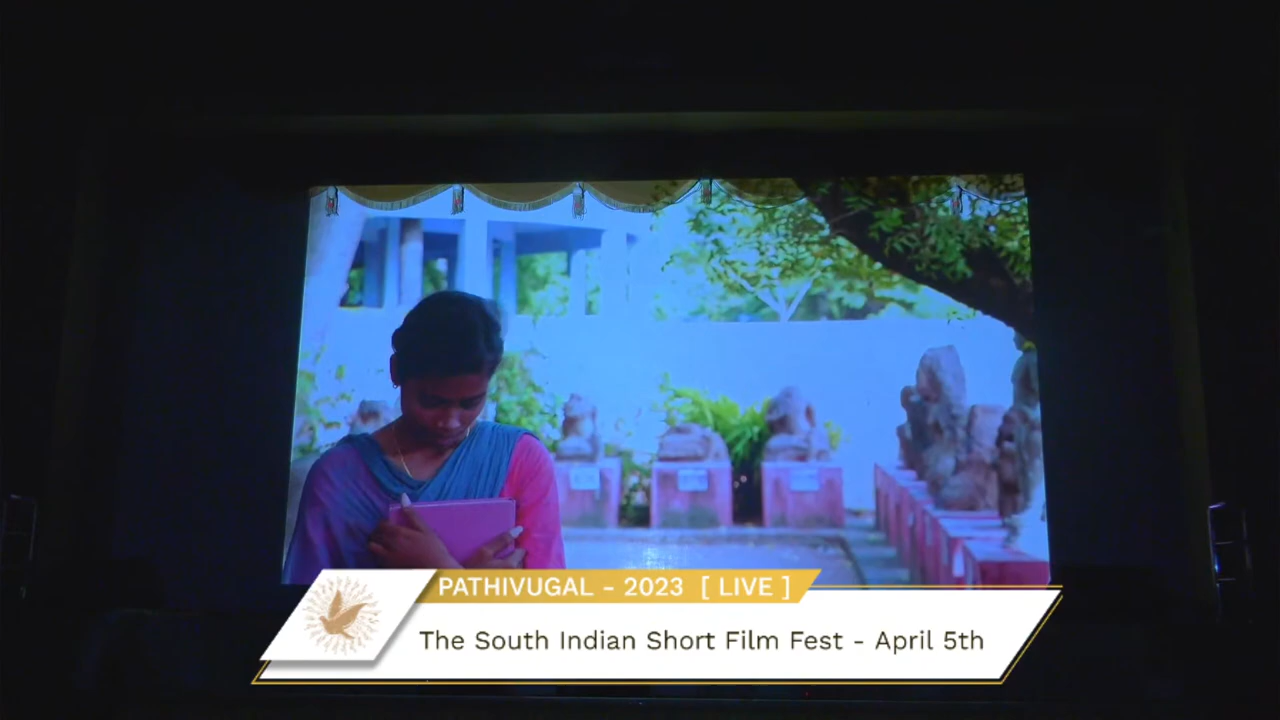 PATHIVUGAL - 2023 [ LIVE ]
The South Indian Short Film Fest - April 5th